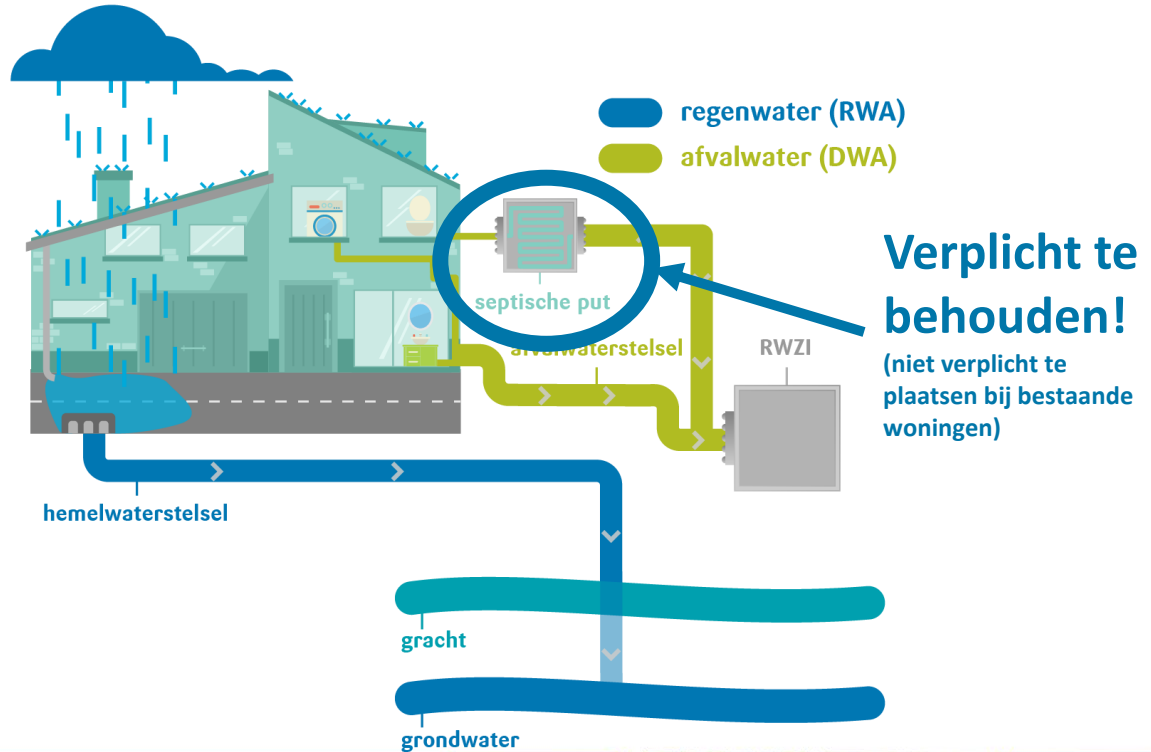 regenwater (RWA)
afvalwater (DWA)
Verplicht te
behouden!
(niet verplicht te
plaatsen bij bestaande
woningen)
septische put
afvalwaterstelsel
RWZI
hemelwaterstelsel
gracht
grondwater